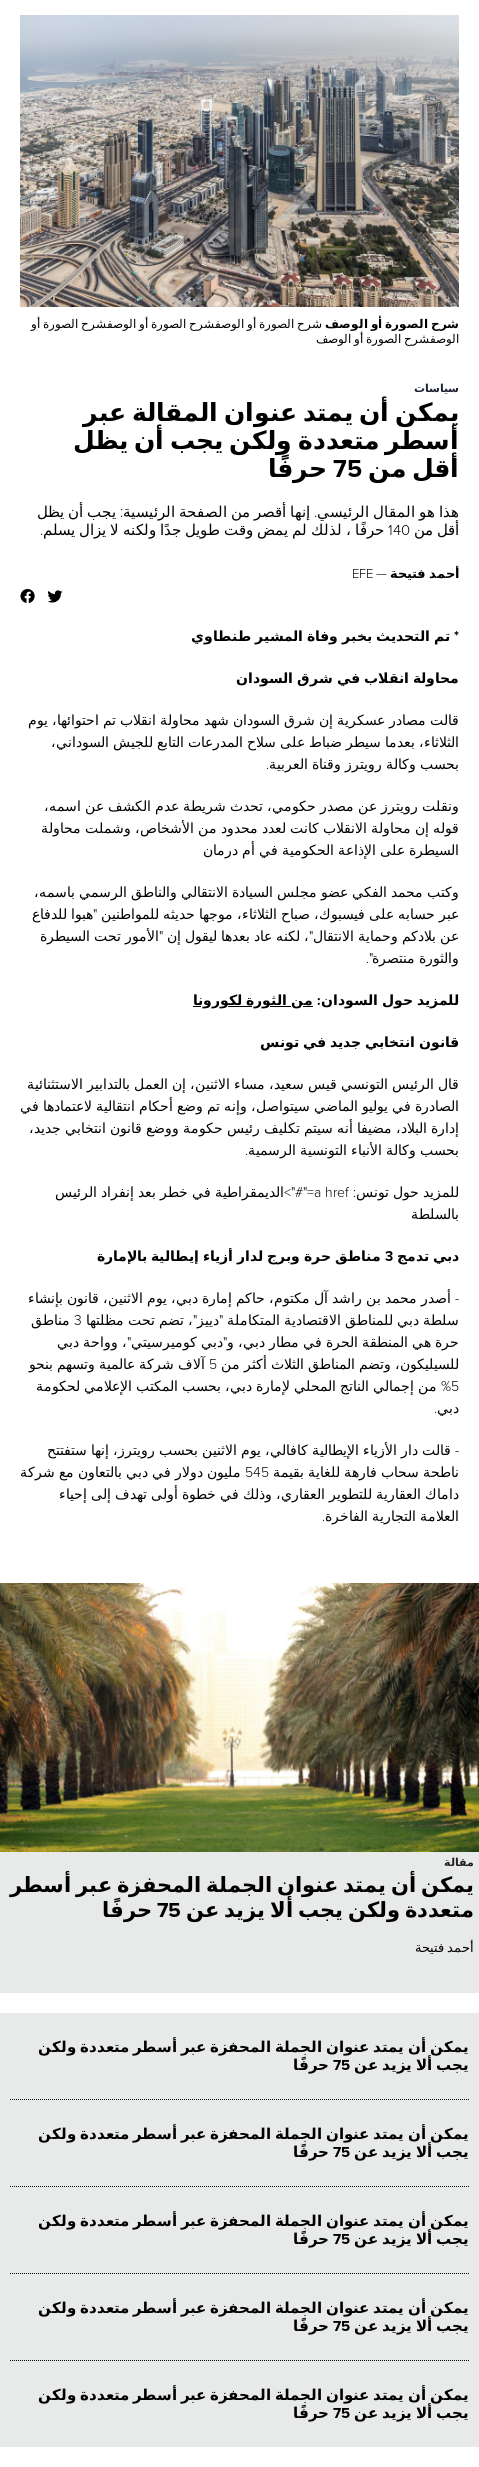 شرح الصورة أو الوصف شرح الصورة أو الوصفشرح الصورة أو الوصفشرح الصورة أو
الوصفشرح الصورة أو الوصف
سياسات
يمكن أن يمتد عنوان المقالة عبر
أسطر متعددة ولكن يجب أن يظل
أقل من 75 حرفًا
هذا هو المقال الرئيسي. إنها أقصر من الصفحة الرئيسية: يجب أن يظل
أقل من 140 حرفًا ، لذلك لم يمض وقت طويل جدًا ولكنه لا يزال يسلم.
أحمد فتيحة — EFE
* تم التحديث بخبر وفاة المشير طنطاوي
محاولة انقلاب في شرق السودان
قالت مصادر عسكرية إن شرق السودان شهد محاولة انقلاب تم احتوائها، يوم
الثلاثاء، بعدما سيطر ضباط على سلاح المدرعات التابع للجيش السوداني،
بحسب وكالة رويترز وقناة العربية.
ونقلت رويترز عن مصدر حكومي، تحدث شريطة عدم الكشف عن اسمه،
قوله إن محاولة الانقلاب كانت لعدد محدود من الأشخاص، وشملت محاولة
السيطرة على الإذاعة الحكومية في أم درمان
وكتب محمد الفكي عضو مجلس السيادة الانتقالي والناطق الرسمي باسمه،
عبر حسابه على فيسبوك، صباح الثلاثاء، موجها حديثه للمواطنين "هبوا للدفاع
عن بلادكم وحماية الانتقال"، لكنه عاد بعدها ليقول إن "الأمور تحت السيطرة
والثورة منتصرة".
للمزيد حول السودان: من الثورة لكورونا
قانون انتخابي جديد في تونس
قال الرئيس التونسي قيس سعيد، مساء الاثنين، إن العمل بالتدابير الاستثنائية
الصادرة في يوليو الماضي سيتواصل، وإنه تم وضع أحكام انتقالية لاعتمادها في
إدارة البلاد، مضيفا أنه سيتم تكليف رئيس حكومة ووضع قانون انتخابي جديد،
بحسب وكالة الأنباء التونسية الرسمية.
للمزيد حول تونس: a href="#">الديمقراطية في خطر بعد إنفراد الرئيس
بالسلطة
دبي تدمج 3 مناطق حرة وبرج لدار أزياء إيطالية بالإمارة
- أصدر محمد بن راشد آل مكتوم، حاكم إمارة دبي، يوم الاثنين، قانون بإنشاء
سلطة دبي للمناطق الاقتصادية المتكاملة "دييز"، تضم تحت مظلتها 3 مناطق
حرة هي المنطقة الحرة في مطار دبي، و"دبي كوميرسيتي"، وواحة دبي
للسيليكون، وتضم المناطق الثلاث أكثر من 5 آلاف شركة عالمية وتسهم بنحو
5% من إجمالي الناتج المحلي لإمارة دبي، بحسب المكتب الإعلامي لحكومة
دبي.
- قالت دار الأزياء الإيطالية كافالي، يوم الاثنين بحسب رويترز، إنها ستفتتح
ناطحة سحاب فارهة للغاية بقيمة 545 مليون دولار في دبي بالتعاون مع شركة
داماك العقارية للتطوير العقاري، وذلك في خطوة أولى تهدف إلى إحياء
العلامة التجارية الفاخرة.
مقالة
يمكن أن يمتد عنوان الجملة المحفزة عبر أسطر
متعددة ولكن يجب ألا يزيد عن 75 حرفًا
أحمد فتيحة
يمكن أن يمتد عنوان الجملة المحفزة عبر أسطر متعددة ولكن
يجب ألا يزيد عن 75 حرفًا
يمكن أن يمتد عنوان الجملة المحفزة عبر أسطر متعددة ولكن
يجب ألا يزيد عن 75 حرفًا
يمكن أن يمتد عنوان الجملة المحفزة عبر أسطر متعددة ولكن
يجب ألا يزيد عن 75 حرفًا
يمكن أن يمتد عنوان الجملة المحفزة عبر أسطر متعددة ولكن
يجب ألا يزيد عن 75 حرفًا
يمكن أن يمتد عنوان الجملة المحفزة عبر أسطر متعددة ولكن
يجب ألا يزيد عن 75 حرفًا